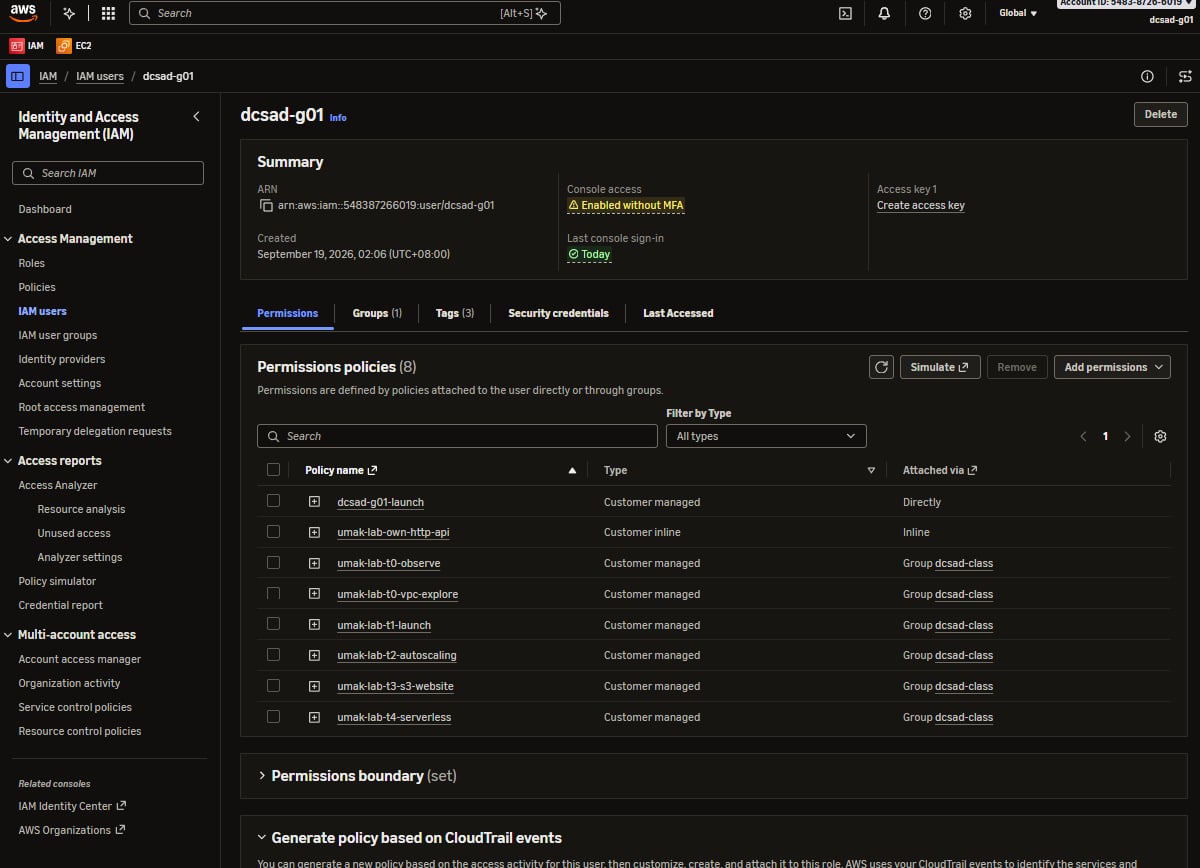 aws
Search [Alt+S]
Global
Account ID: 5483-8726-6019
dcsad-g01
IAM EC2
IAM / IAM users / dcsad-g01
Identity and Access
Management (IAM)
Search IAM
Dashboard
Access Management
Roles
Policies
IAM users
IAM user groups
Identity providers
Account settings
Root access management
Temporary delegation requests
Access reports
Access Analyzer
Resource analysis
Unused access
Analyzer settings
Policy simulator
Credential report
Multi-account access
Account access manager
Organization activity
Service control policies
Resource control policies
Related consoles
IAM Identity Center
AWS Organizations
dcsad-g01 Info
Delete
Summary
ARN
arn:aws:iam::548387266019:user/dcsad-g01
Created
September 19, 2026, 02:06 (UTC+08:00)
Console access
Enabled without MFA
Last console sign-in
Today
Access key 1
Create access key
Permissions Groups (1) Tags (3) Security credentials Last Accessed
Permissions policies (8)
Simulate Remove Add permissions
Permissions are defined by policies attached to the user directly or through groups.
Filter by Type
Search All types 1
Policy name Type Attached via
dcsad-g01-launch Customer managed Directly
umak-lab-own-http-api Customer inline Inline
umak-lab-t0-observe Customer managed Group dcsad-class
umak-lab-t0-vpc-explore Customer managed Group dcsad-class
umak-lab-t1-launch Customer managed Group dcsad-class
umak-lab-t2-autoscaling Customer managed Group dcsad-class
umak-lab-t3-s3-website Customer managed Group dcsad-class
umak-lab-t4-serverless Customer managed Group dcsad-class
Permissions boundary (set)
Generate policy based on CloudTrail events
You can generate a new policy based on the access activity for this user, then customize, create, and attach it to this role. AWS uses your CloudTrail events to identify the services and